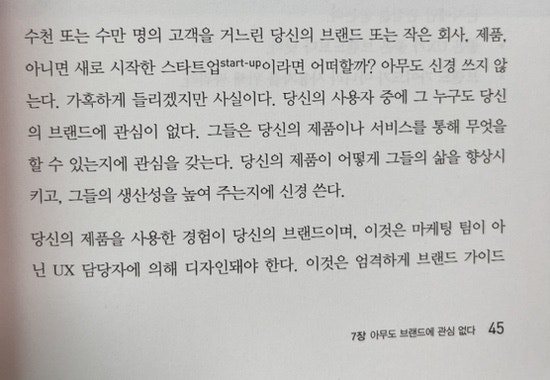 수천 또는 수만 명의 고객을 거느린 당신의 브랜드 또는 작은 회사, 제품,
아니면 새로 시작한 스타트업start-up이라면 어떠할까? 아무도 신경 쓰지 않
는다. 가혹하게 들리겠지만 사실이다. 당신의 사용자 중에 그 누구도 당신
의 브랜드에 관심이 없다. 그들은 당신의 제품이나 서비스를 통해 무엇을
할 수 있는지에 관심을 갖는다. 당신의 제품이 어떻게 그들의 삶을 향상시
키고, 그들의 생산성을 높여 주는지에 신경 쓴다.
당신의 제품을 사용한 경험이 당신의 브랜드이며, 이것은 마케팅 팀이 아
닌 UX 담당자에 의해 디자인돼야 한다. 이것은 엄격하게 브랜드 가이드
7장 아무도 브랜드에 관심 없다 45